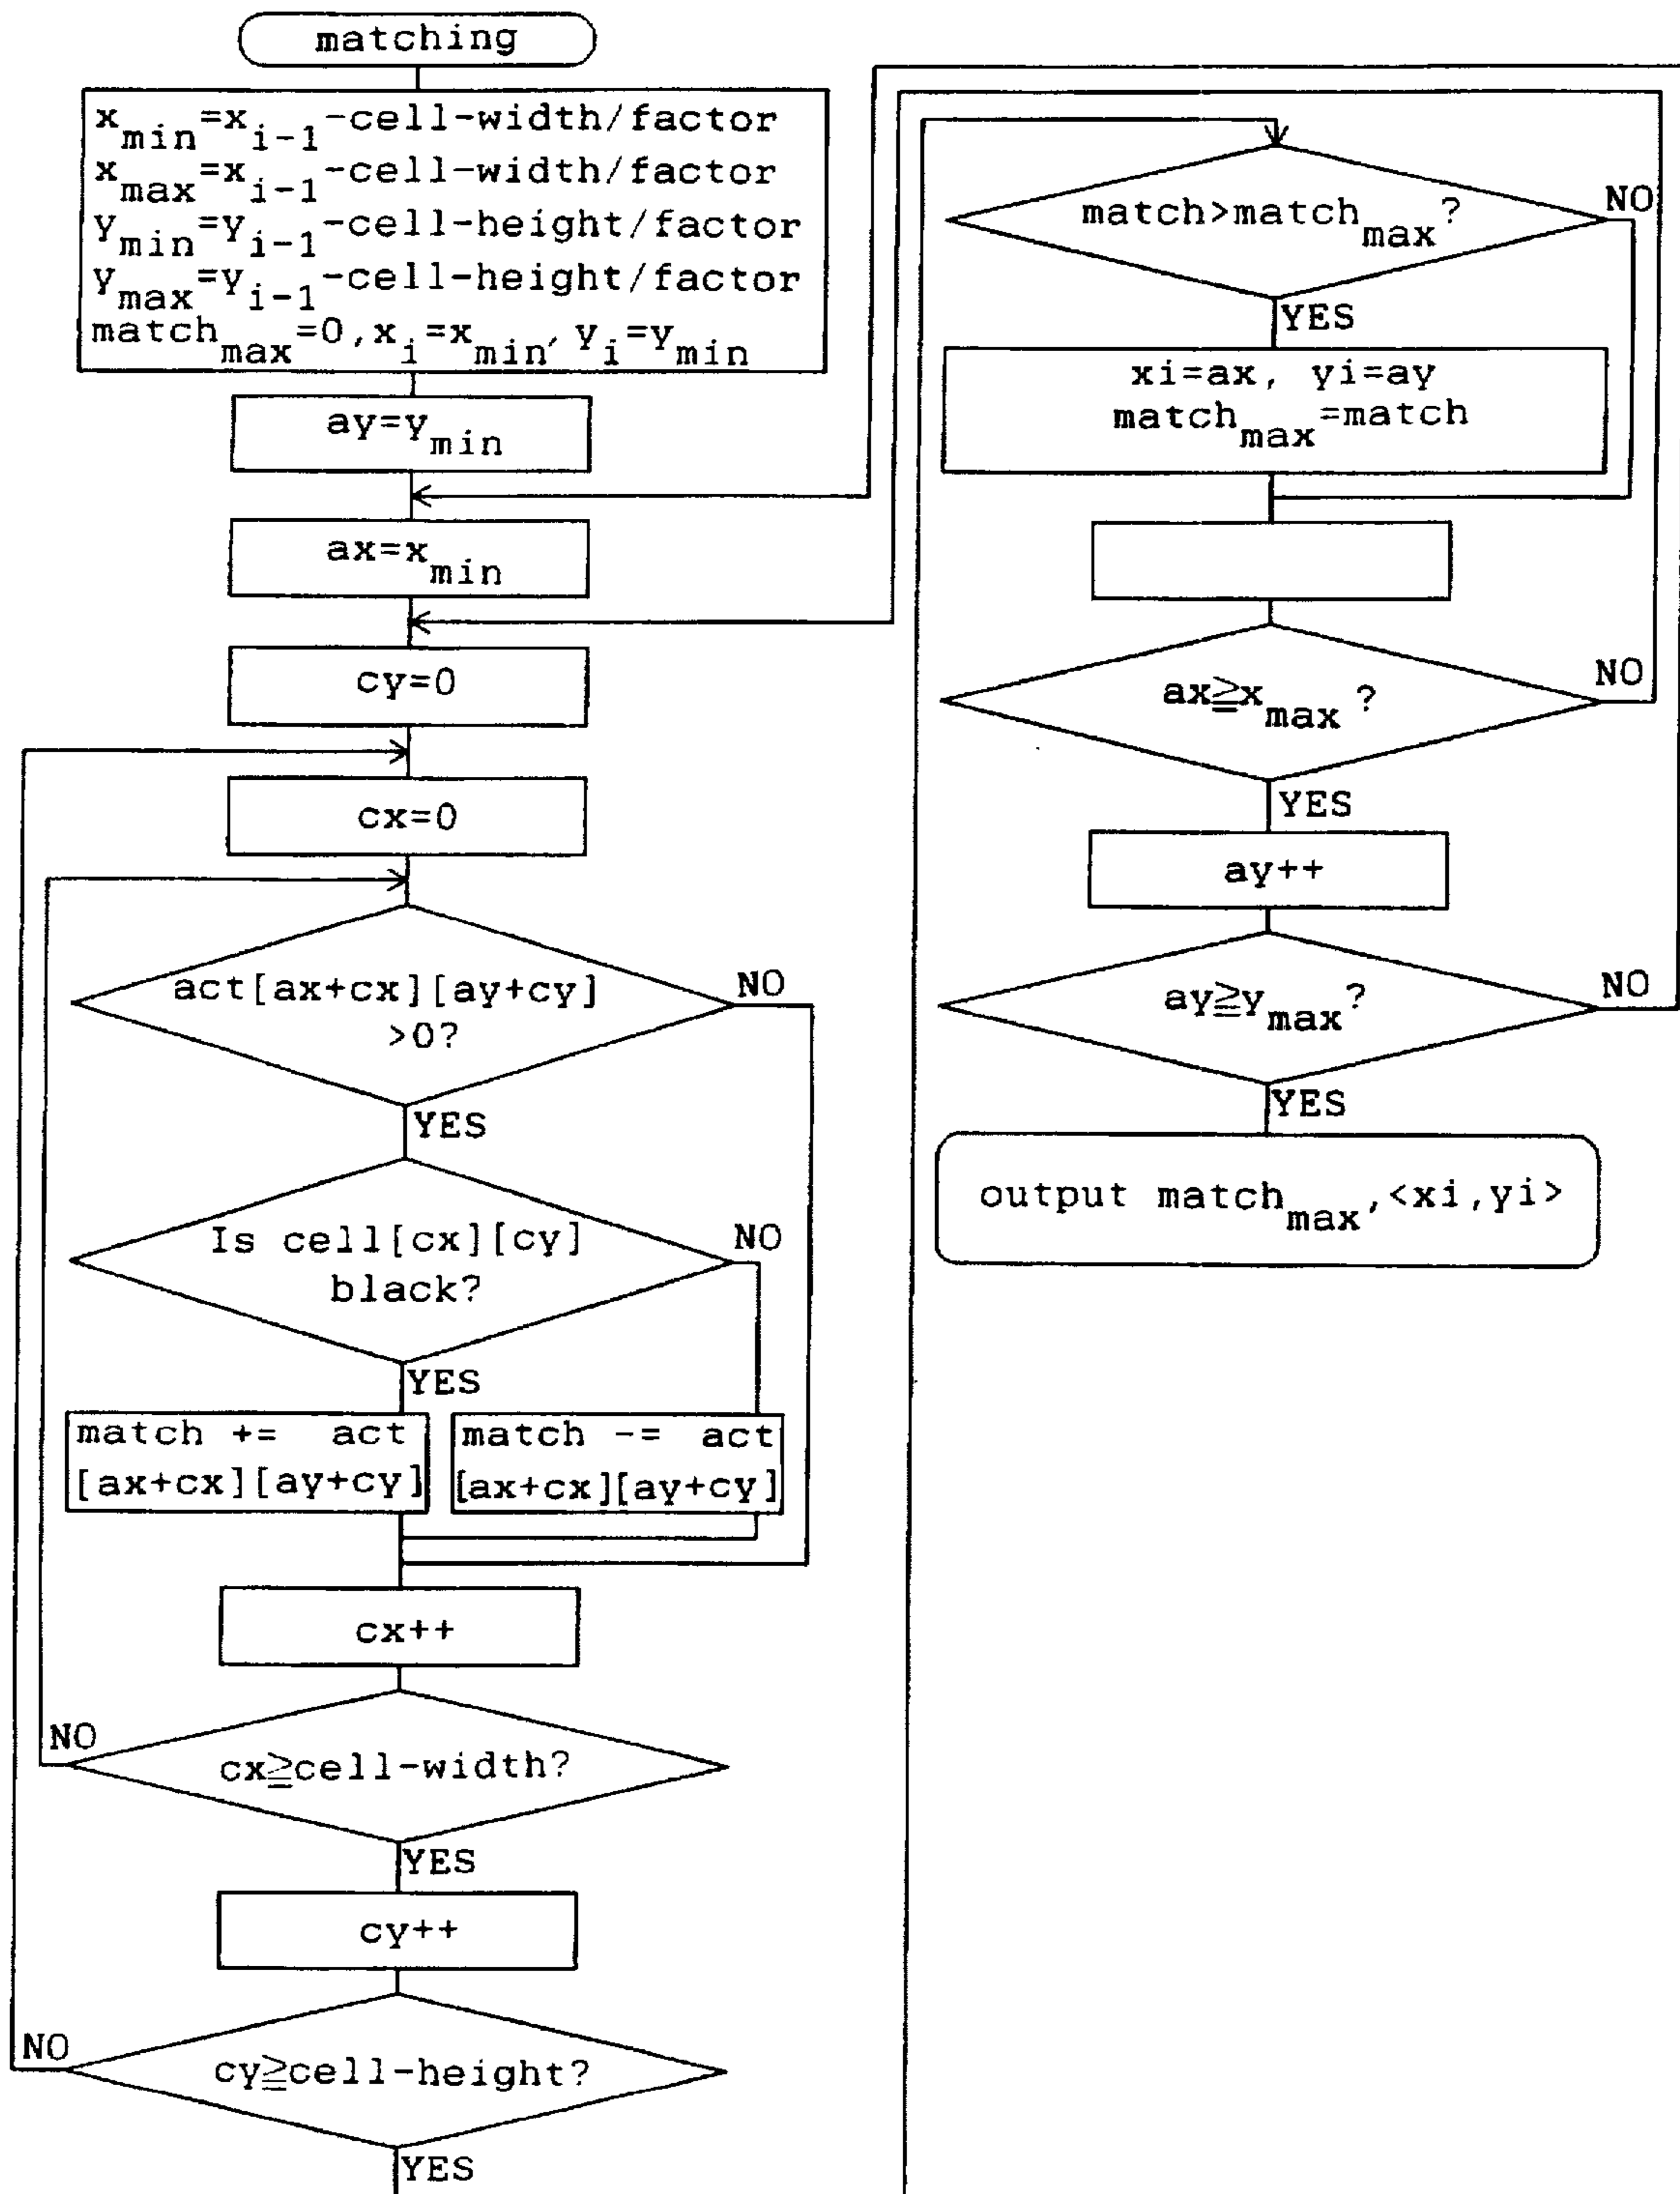 matching
xmin=xi-1-cell-width/factor
xmax=xi-1-cell-width/factor
ymin=yi-1-cell-height/factor
ymax=yi-1-cell-height/factor
matchmax=0,xi=xmin, yi=ymin
ay=ymin
ax=xmin
cy=0
cx=0
act[ax+cx][ay+cy]
>0?
NO
YES
Is cell[cx][cy]
black?
NO
YES
match += act
[ax+cx][ay+cy]
match -= act
[ax+cx][ay+cy]
cx++
NO
cx≧cell-width?
YES
cy++
NO
cy≧cell-height?
YES
match>matchmax?
NO
YES
xi=ax, yi=ay
matchmax=match
ax≧xmax?
NO
YES
ay++
ay≧ymax?
NO
YES
output matchmax,<xi,yi>